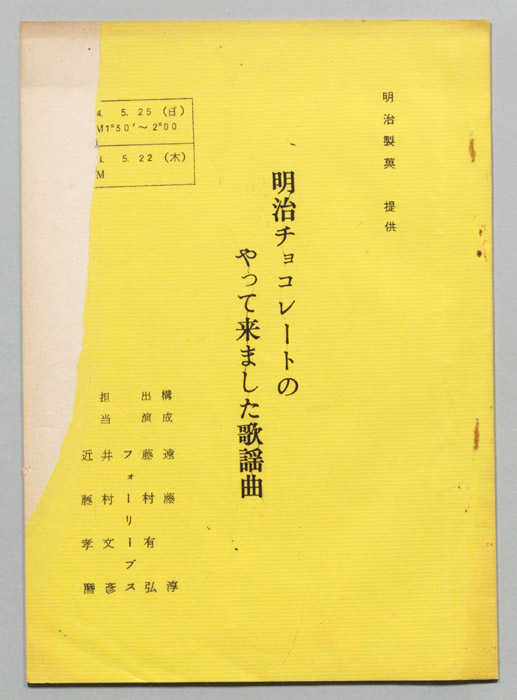 明治製菓 提供
明治チョコレートの
やって来ました歌謡曲
構成 遠藤 淳
出演 藤村有弘
フォーリーブス
担当 井村文彦
近藤孝
4. 5. 25 (日)
M1°30′〜2°00
. 5. 22 (木)
M